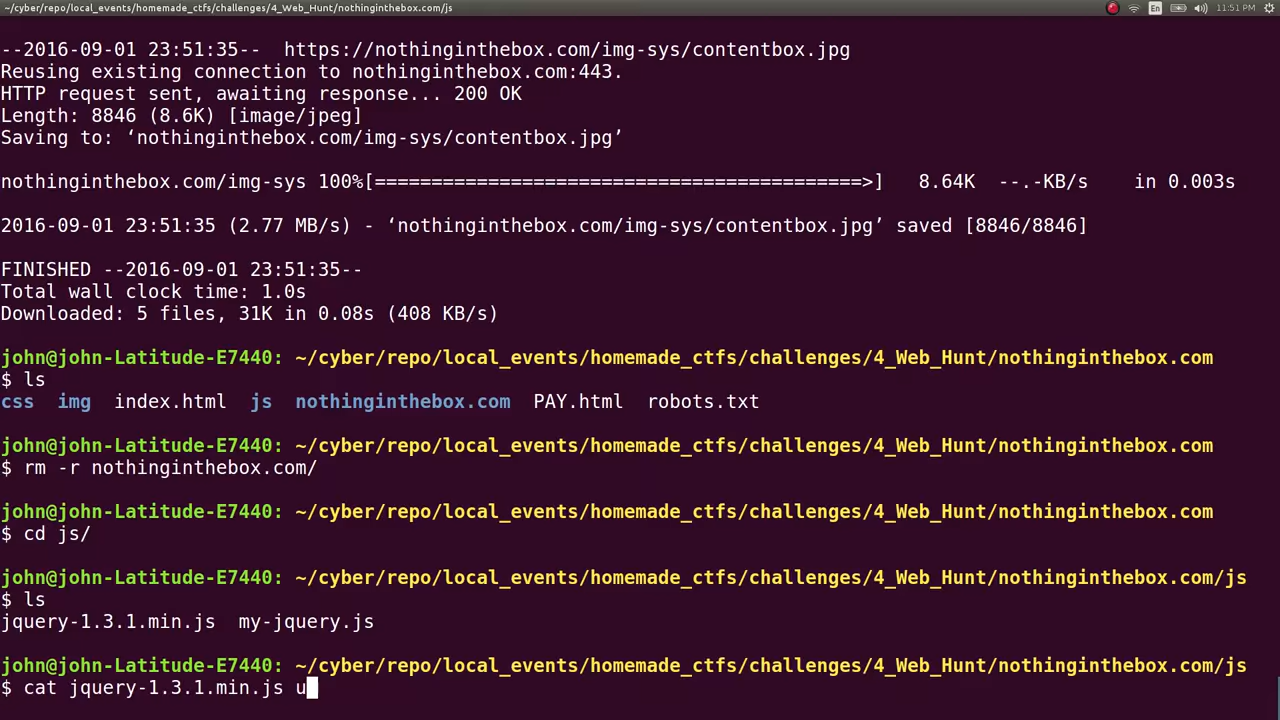 ~/cyber/repo/local_events/homemade_ctfs/challenges/4_Web_Hunt/nothinginthebox.com/js
En
11:51 PM
--2016-09-01 23:51:35--  https://nothinginthebox.com/img-sys/contentbox.jpg
Reusing existing connection to nothinginthebox.com:443.
HTTP request sent, awaiting response... 200 OK
Length: 8846 (8.6K) [image/jpeg]
Saving to: ‘nothinginthebox.com/img-sys/contentbox.jpg’
nothinginthebox.com/img-sys 100%[===========================================>]   8.64K  --.-KB/s    in 0.003s
2016-09-01 23:51:35 (2.77 MB/s) - ‘nothinginthebox.com/img-sys/contentbox.jpg’ saved [8846/8846]
FINISHED --2016-09-01 23:51:35--
Total wall clock time: 1.0s
Downloaded: 5 files, 31K in 0.08s (408 KB/s)
john@john-Latitude-E7440: ~/cyber/repo/local_events/homemade_ctfs/challenges/4_Web_Hunt/nothinginthebox.com
$ ls
css  img  index.html  js  nothinginthebox.com  PAY.html  robots.txt
john@john-Latitude-E7440: ~/cyber/repo/local_events/homemade_ctfs/challenges/4_Web_Hunt/nothinginthebox.com
$ rm -r nothinginthebox.com/
john@john-Latitude-E7440: ~/cyber/repo/local_events/homemade_ctfs/challenges/4_Web_Hunt/nothinginthebox.com
$ cd js/
john@john-Latitude-E7440: ~/cyber/repo/local_events/homemade_ctfs/challenges/4_Web_Hunt/nothinginthebox.com/js
$ ls
jquery-1.3.1.min.js  my-jquery.js
john@john-Latitude-E7440: ~/cyber/repo/local_events/homemade_ctfs/challenges/4_Web_Hunt/nothinginthebox.com/js
$ cat jquery-1.3.1.min.js u